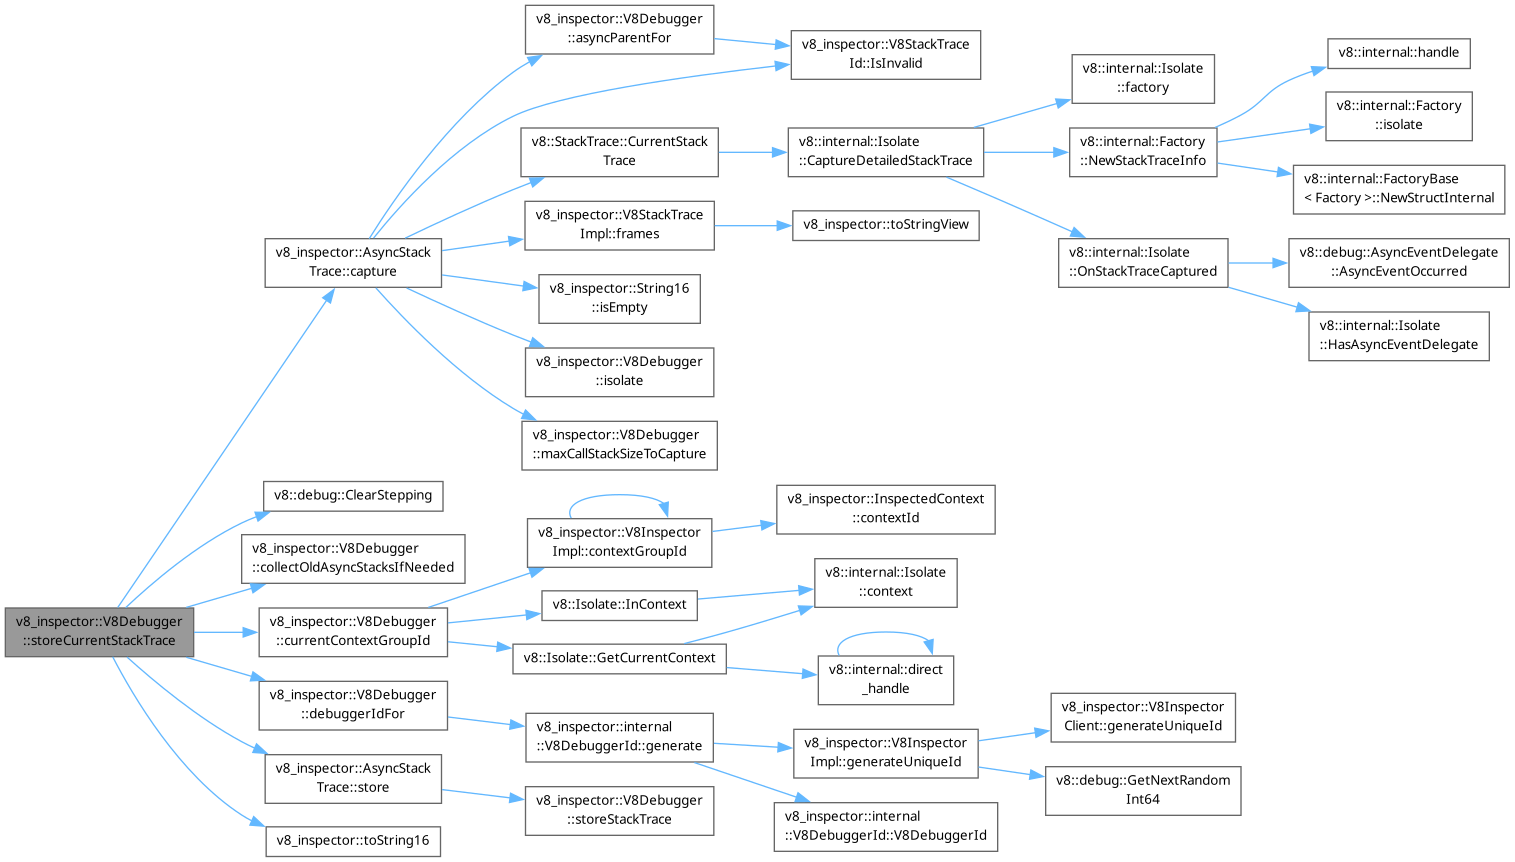 v8_inspector::V8Debugger
::storeCurrentStackTrace
v8_inspector::AsyncStack
Trace::capture
v8_inspector::V8Debugger
::asyncParentFor
v8_inspector::V8StackTrace
Id::IsInvalid
v8::StackTrace::CurrentStack
Trace
v8::internal::Isolate
::CaptureDetailedStackTrace
v8::internal::Isolate
::factory
v8::internal::Factory
::NewStackTraceInfo
v8::internal::handle
v8::internal::Factory
::isolate
v8::internal::FactoryBase
< Factory >::NewStructInternal
v8::internal::Isolate
::OnStackTraceCaptured
v8::debug::AsyncEventDelegate
::AsyncEventOccurred
v8::internal::Isolate
::HasAsyncEventDelegate
v8_inspector::V8StackTrace
Impl::frames
v8_inspector::toStringView
v8_inspector::String16
::isEmpty
v8_inspector::V8Debugger
::isolate
v8_inspector::V8Debugger
::maxCallStackSizeToCapture
v8::debug::ClearStepping
v8_inspector::V8Debugger
::collectOldAsyncStacksIfNeeded
v8_inspector::V8Debugger
::currentContextGroupId
v8_inspector::V8Inspector
Impl::contextGroupId
v8_inspector::InspectedContext
::contextId
v8::Isolate::InContext
v8::internal::Isolate
::context
v8::Isolate::GetCurrentContext
v8::internal::direct
_handle
v8_inspector::V8Debugger
::debuggerIdFor
v8_inspector::internal
::V8DebuggerId::generate
v8_inspector::V8Inspector
Impl::generateUniqueId
v8_inspector::V8Inspector
Client::generateUniqueId
v8::debug::GetNextRandom
Int64
v8_inspector::internal
::V8DebuggerId::V8DebuggerId
v8_inspector::AsyncStack
Trace::store
v8_inspector::V8Debugger
::storeStackTrace
v8_inspector::toString16